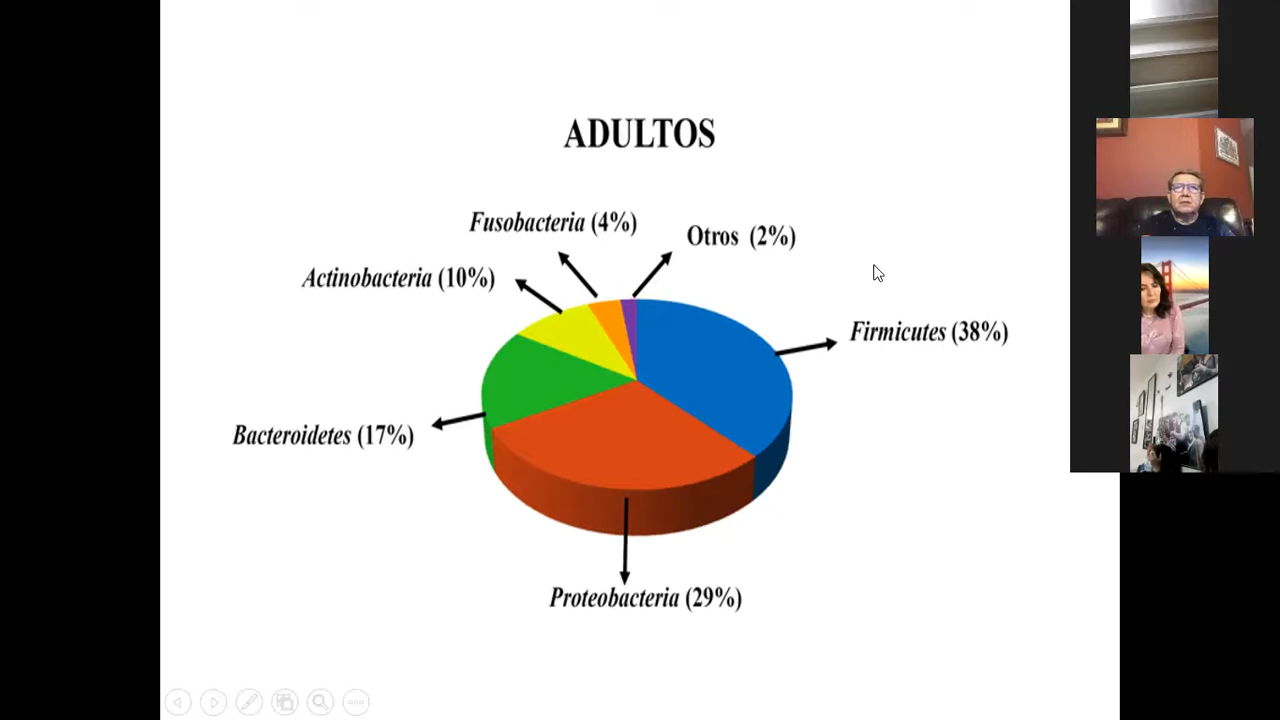 ADULTOS
Fusobacteria (4%)
Otros (2%)
Actinobacteria (10%)
Firmicutes (38%)
Bacteroidetes (17%)
Proteobacteria (29%)